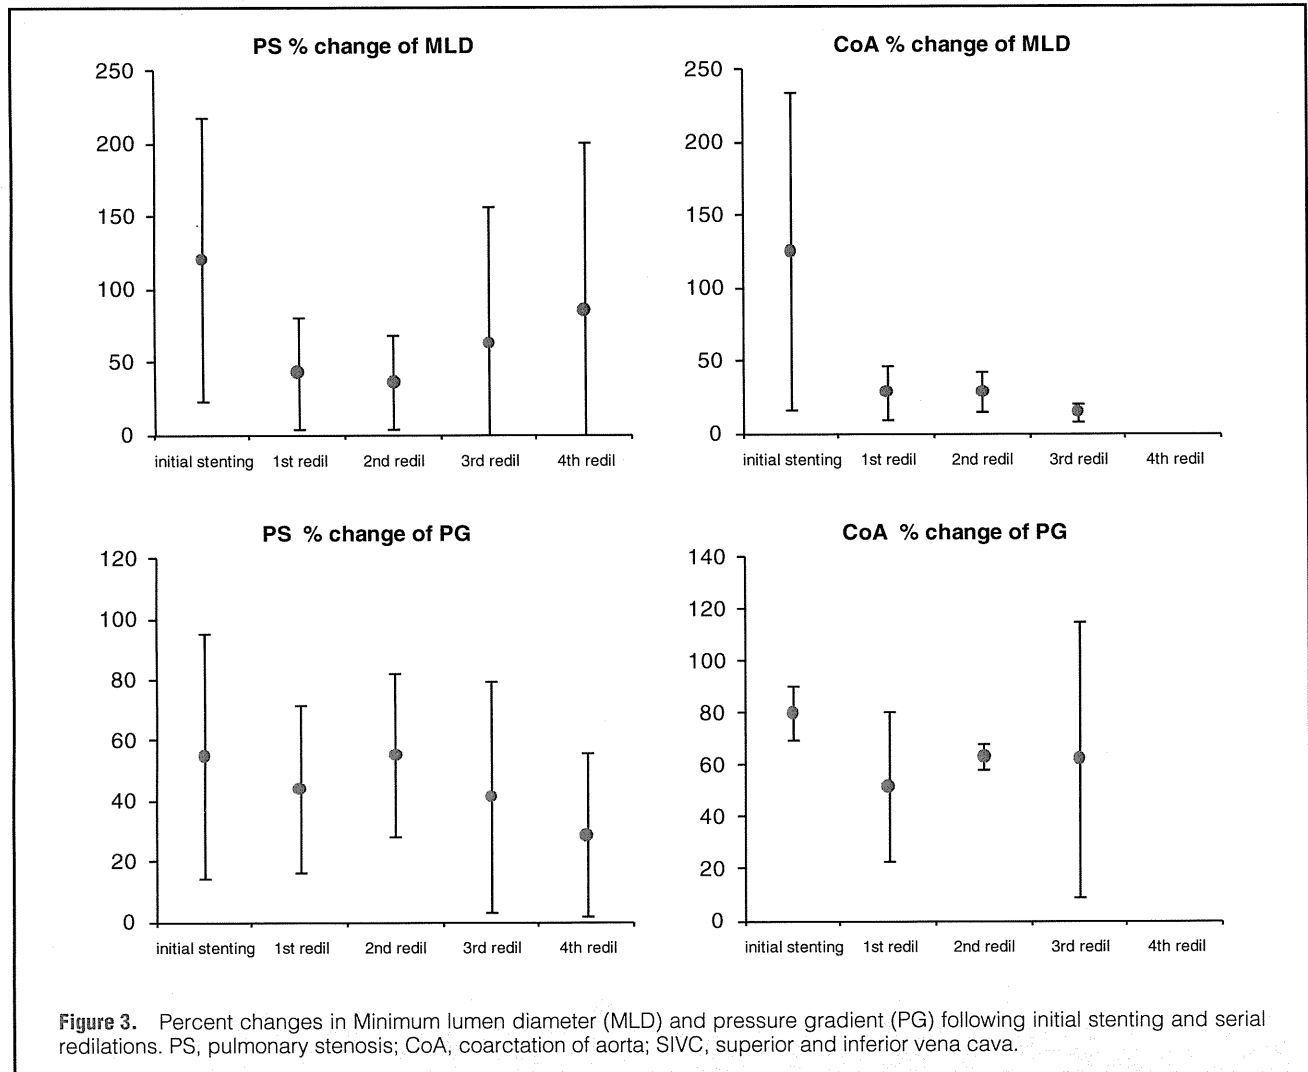 PS % change of MLD
250
200
150
100
50
0
initial stenting 1st redil 2nd redil 3rd redil 4th redil
CoA % change of MLD
250
200
150
100
50
0
initial stenting 1st redil 2nd redil 3rd redil 4th redil
PS % change of PG
120
100
80
60
40
20
0
initial stenting 1st redil 2nd redil 3rd redil 4th redil
CoA % change of PG
140
120
100
80
60
40
20
0
initial stenting 1st redil 2nd redil 3rd redil 4th redil
Figure 3. Percent changes in Minimum lumen diameter (MLD) and pressure gradient (PG) following initial stenting and serial
redilations. PS, pulmonary stenosis; CoA, coarctation of aorta; SIVC, superior and inferior vena cava.